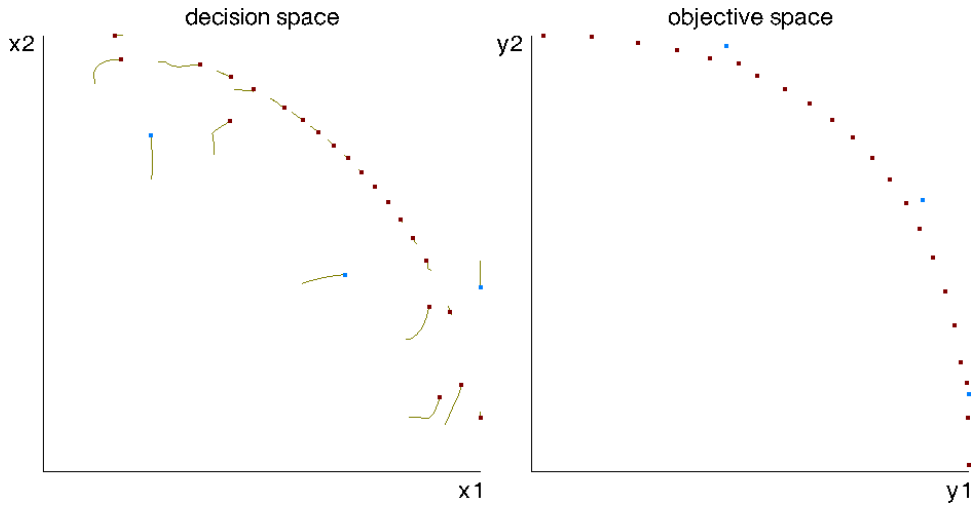 decision space
objective space
x2
y2
x1
y1